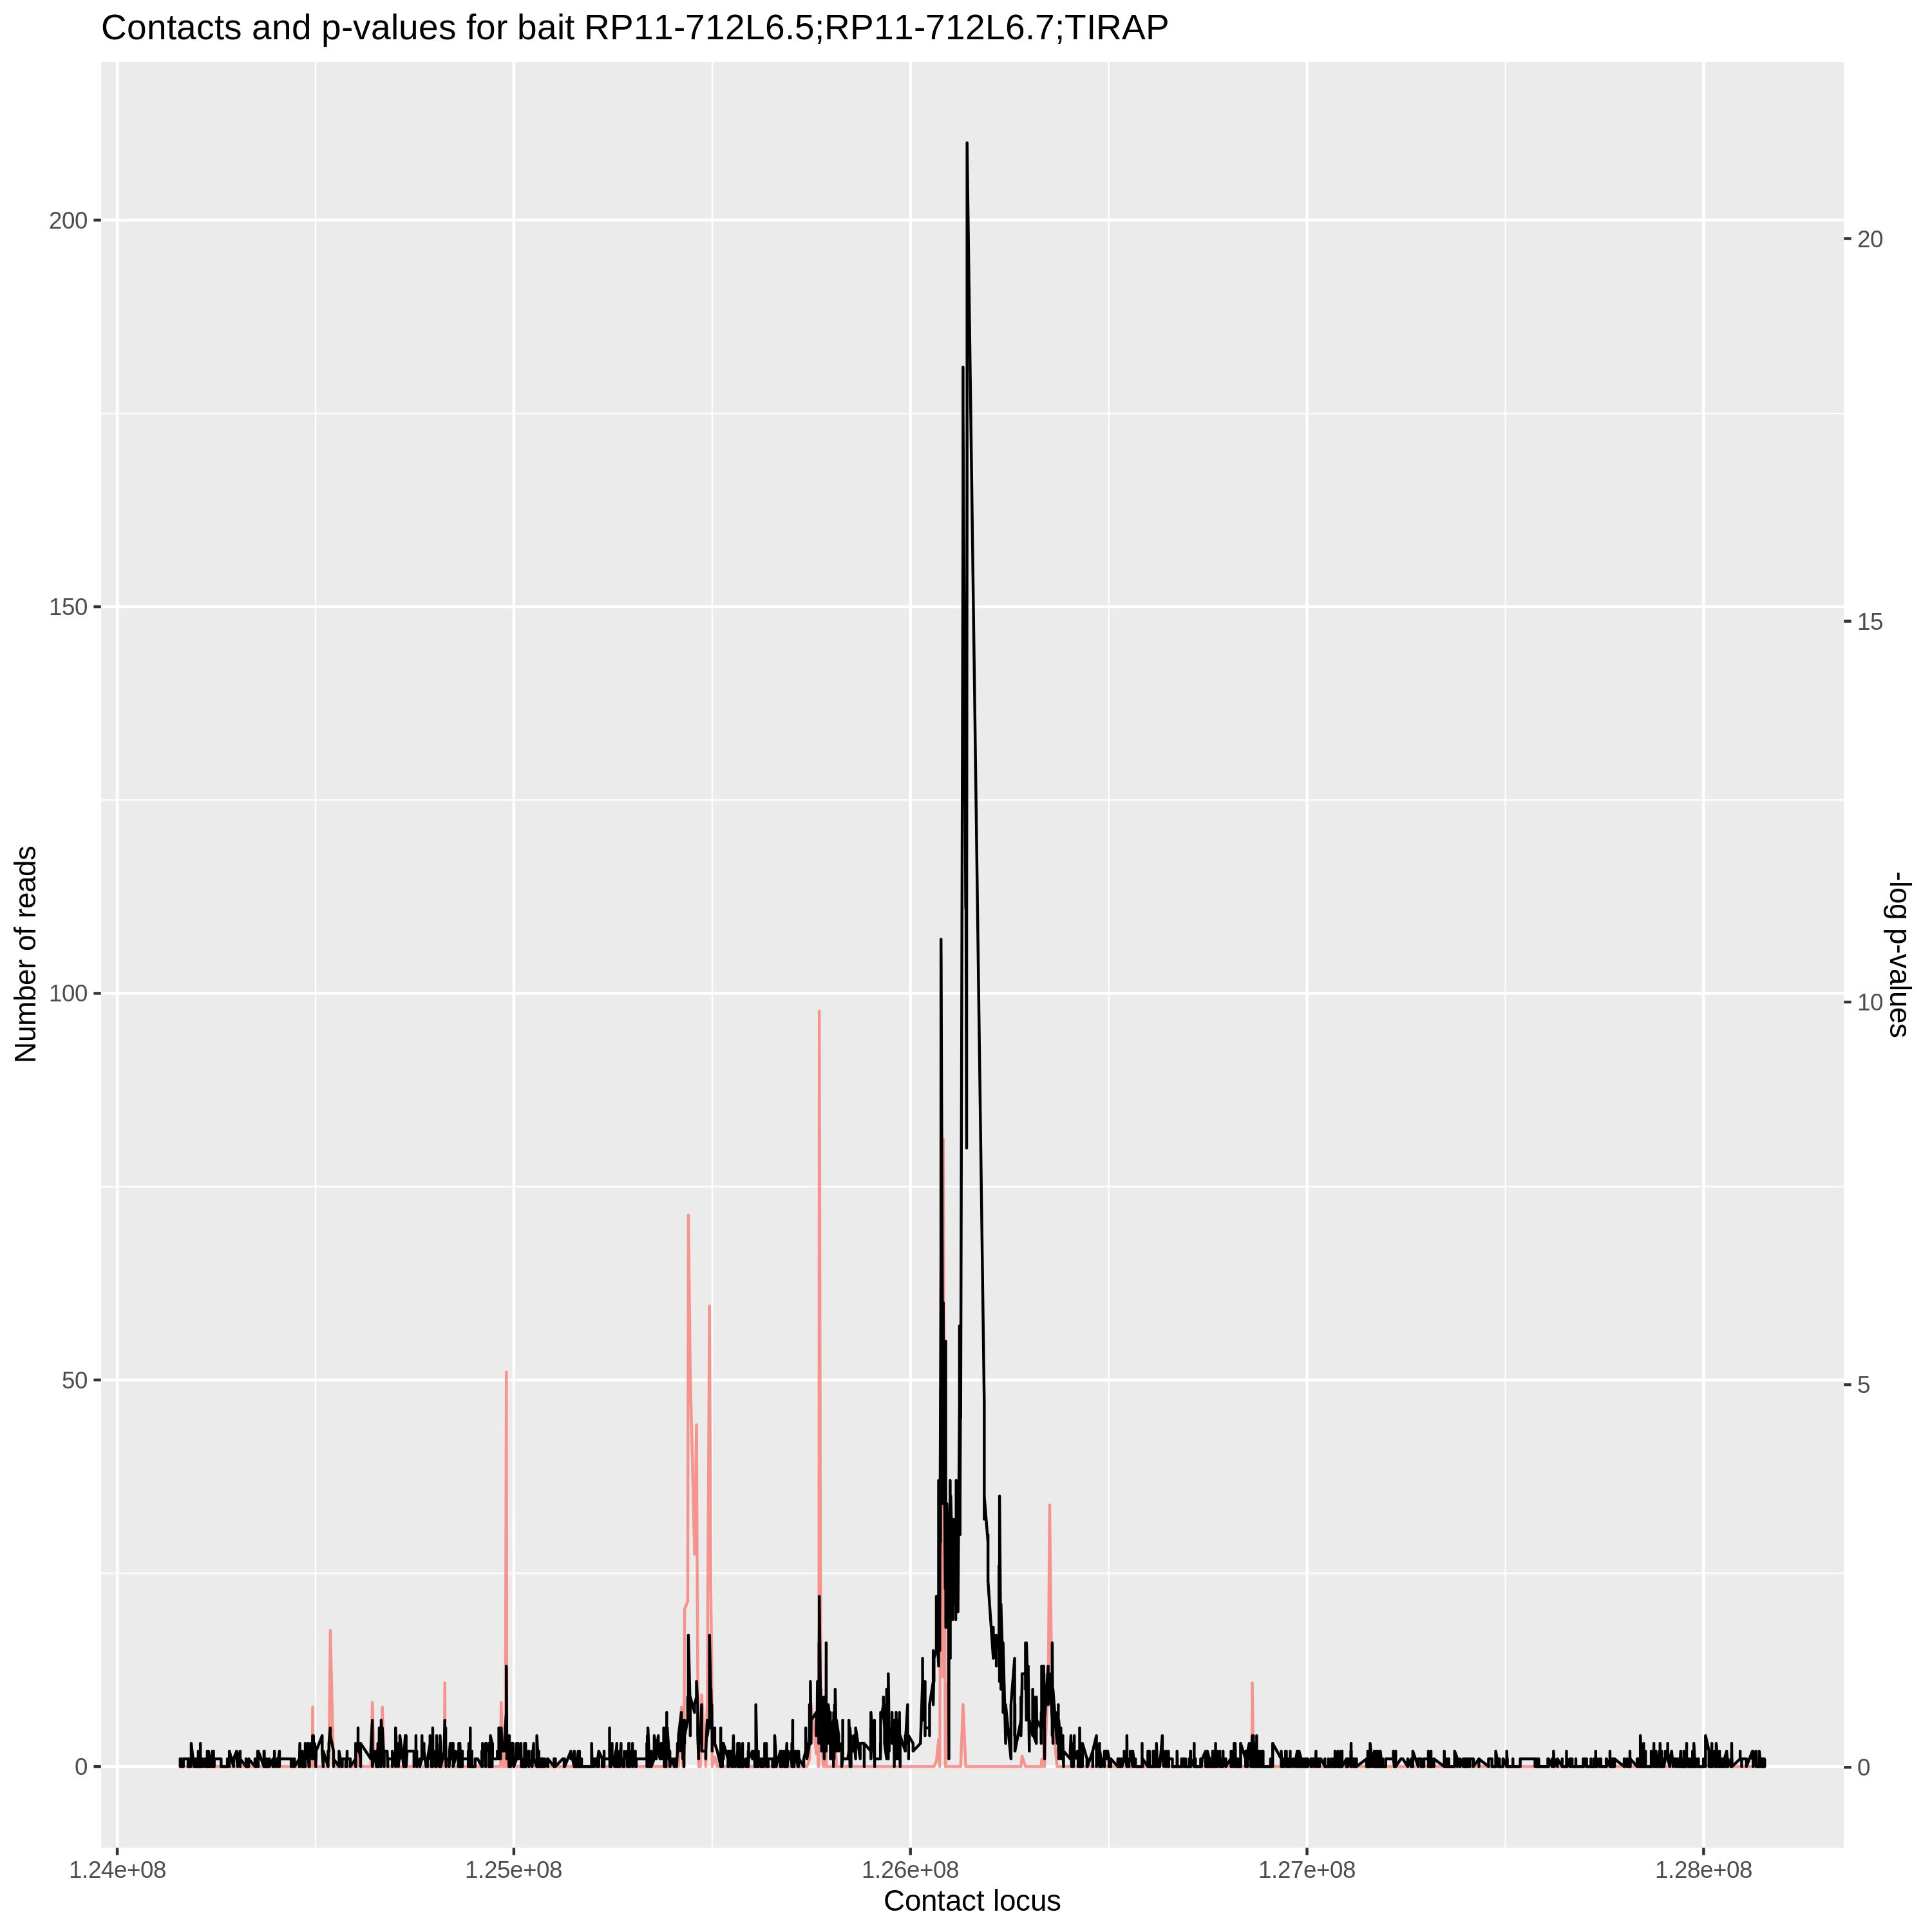 Contacts and p-values for bait RP11-712L6.5;RP11-712L6.7;TIRAP
Number of reads
200
150
100
50
0
20
15
10
5
0
-log p-values
1.24e+08 1.25e+08 1.26e+08 1.27e+08 1.28e+08
Contact locus